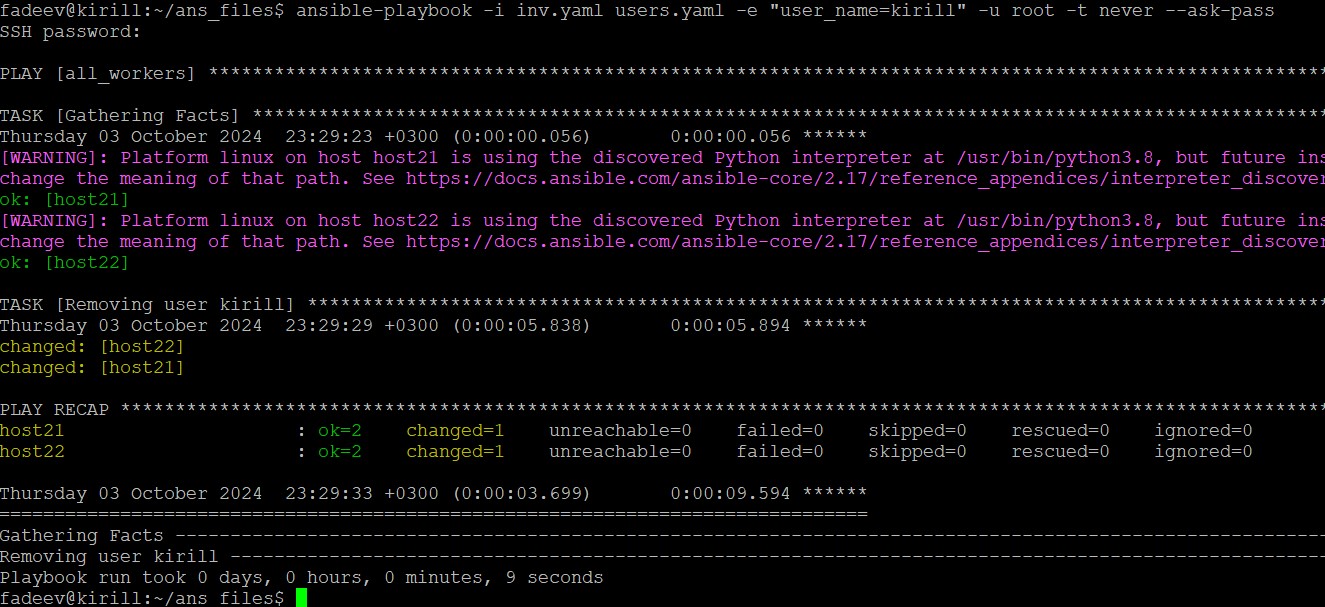 fadeev@kirill:~/ans_files$ ansible-playbook -i inv.yaml users.yaml -e "user_name=kirill" -u root -t never --ask-pass
SSH password:
PLAY [all_workers] ******************************************************************************************************
TASK [Gathering Facts] **************************************************************************************************
Thursday 03 October 2024  23:29:23 +0300 (0:00:00.056)       0:00:00.056 ******
[WARNING]: Platform linux on host host21 is using the discovered Python interpreter at /usr/bin/python3.8, but future ins
change the meaning of that path. See https://docs.ansible.com/ansible-core/2.17/reference_appendices/interpreter_discover
ok: [host21]
[WARNING]: Platform linux on host host22 is using the discovered Python interpreter at /usr/bin/python3.8, but future ins
change the meaning of that path. See https://docs.ansible.com/ansible-core/2.17/reference_appendices/interpreter_discover
ok: [host22]
TASK [Removing user kirill] *********************************************************************************************
Thursday 03 October 2024  23:29:29 +0300 (0:00:05.838)       0:00:05.894 ******
changed: [host22]
changed: [host21]
PLAY RECAP **************************************************************************************************************
host21                     : ok=2    changed=1    unreachable=0    failed=0    skipped=0    rescued=0    ignored=0
host22                     : ok=2    changed=1    unreachable=0    failed=0    skipped=0    rescued=0    ignored=0
Thursday 03 October 2024  23:29:33 +0300 (0:00:03.699)       0:00:09.594 ******
===============================================================================
Gathering Facts ---------------------------------------------------------------------------------------------------------
Removing user kirill ----------------------------------------------------------------------------------------------------
Playbook run took 0 days, 0 hours, 0 minutes, 9 seconds
fadeev@kirill:~/ans_files$